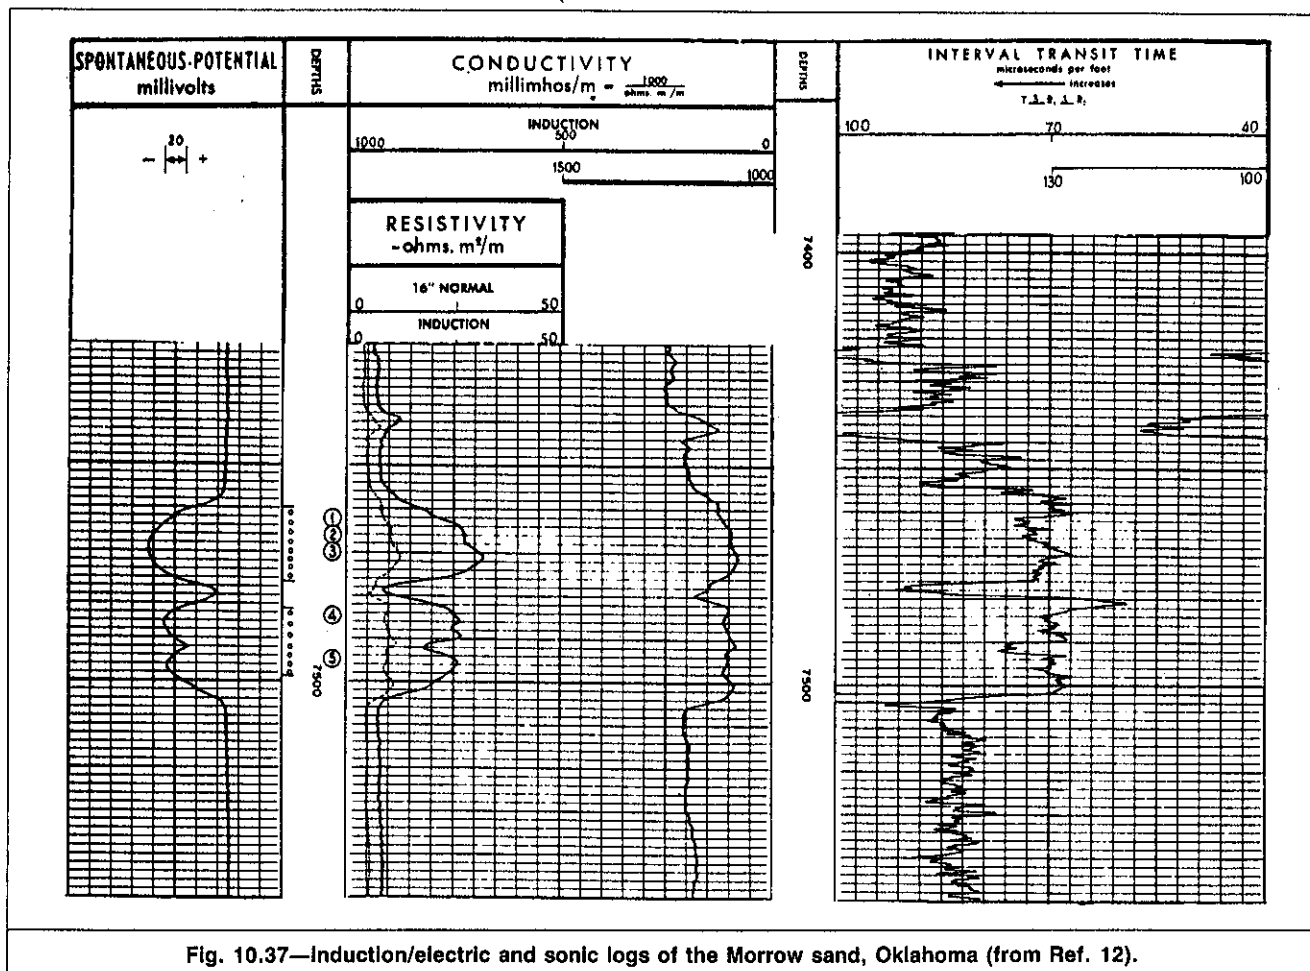 SPONTANEOUS-POTENTIAL
millivolts
20
- +
DEPTHS
CONDUCTIVITY
millimhos/m = 1000 / ohms. m²/m
INDUCTION
1000 500 0
1500 1000
RESISTIVITY
-ohms. m²/m
16" NORMAL
0 50
INDUCTION
0 50
DEPTHS
INTERVAL TRANSIT TIME
microseconds per foot
increases
100 70 40
130 100
7400
①
②
③
④
⑤
7500
7500
Fig. 10.37—Induction/electric and sonic logs of the Morrow sand, Oklahoma (from Ref. 12).